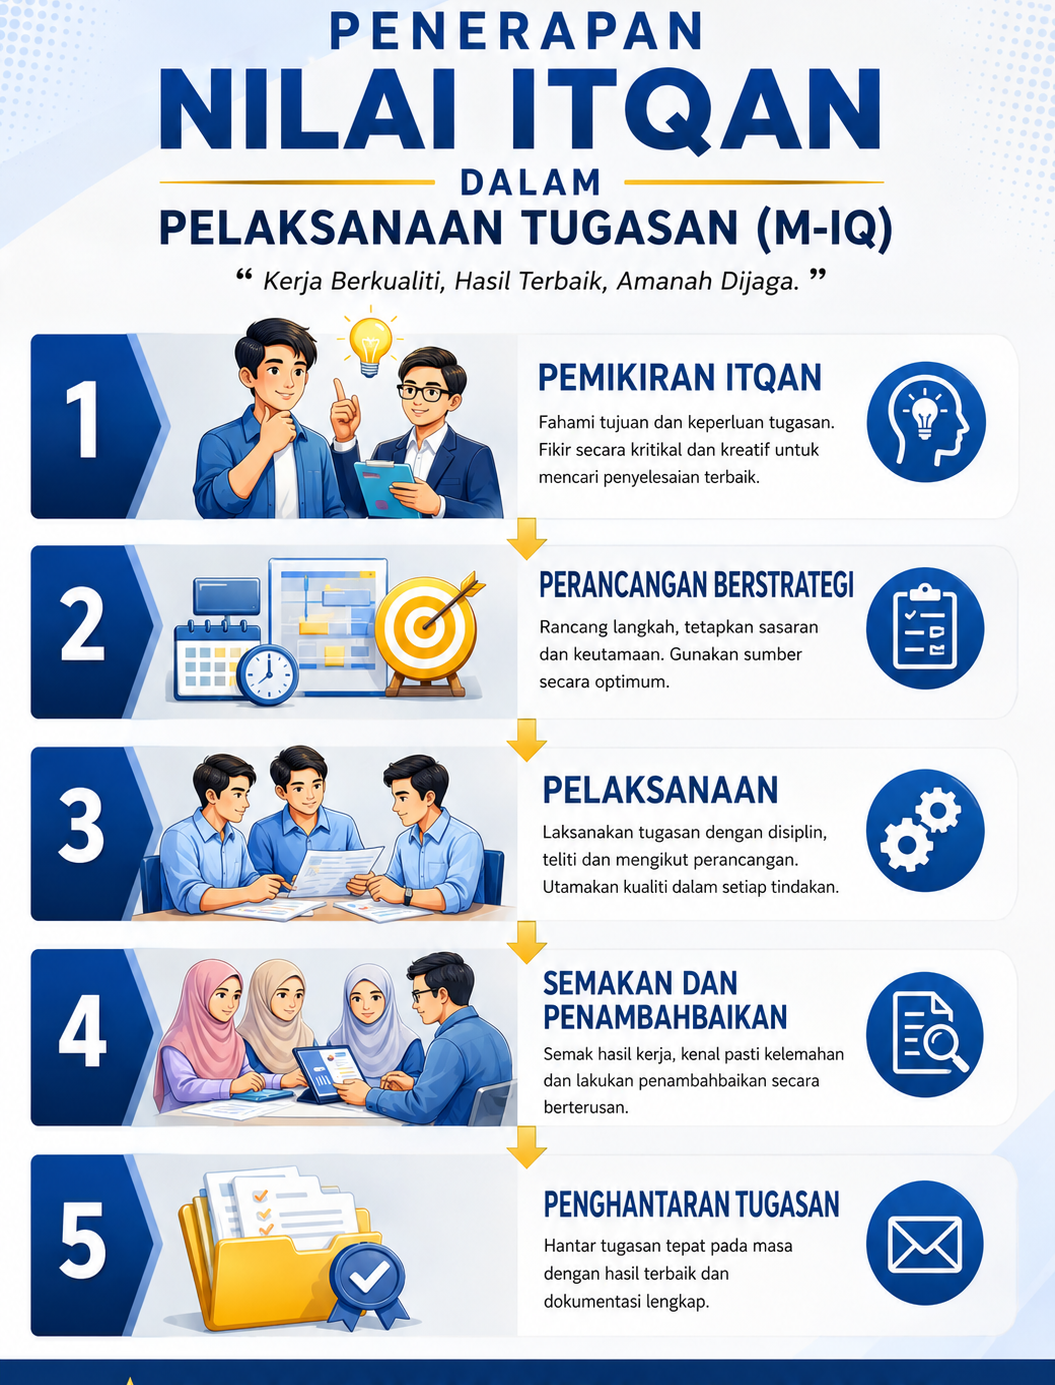 PENERAPAN
NILAI ITQAN
DALAM
PELAKSANAAN TUGASAN (M-IQ)
“ Kerja Berkualiti, Hasil Terbaik, Amanah Dijaga. ”
1
PEMIKIRAN ITQAN
Fahami tujuan dan keperluan tugasan.
Fikir secara kritikal dan kreatif untuk
mencari penyelesaian terbaik.
2
PERANCANGAN BERSTRATEGI
Rancang langkah, tetapkan sasaran
dan keutamaan. Gunakan sumber
secara optimum.
3
PELAKSANAAN
Laksanakan tugasan dengan disiplin,
teliti dan mengikut perancangan.
Utamakan kualiti dalam setiap tindakan.
4
SEMAKAN DAN
PENAMBAHBAIKAN
Semak hasil kerja, kenal pasti kelemahan
dan lakukan penambahbaikan secara
berterusan.
5
PENGHANTARAN TUGASAN
Hantar tugasan tepat pada masa
dengan hasil terbaik dan
dokumentasi lengkap.